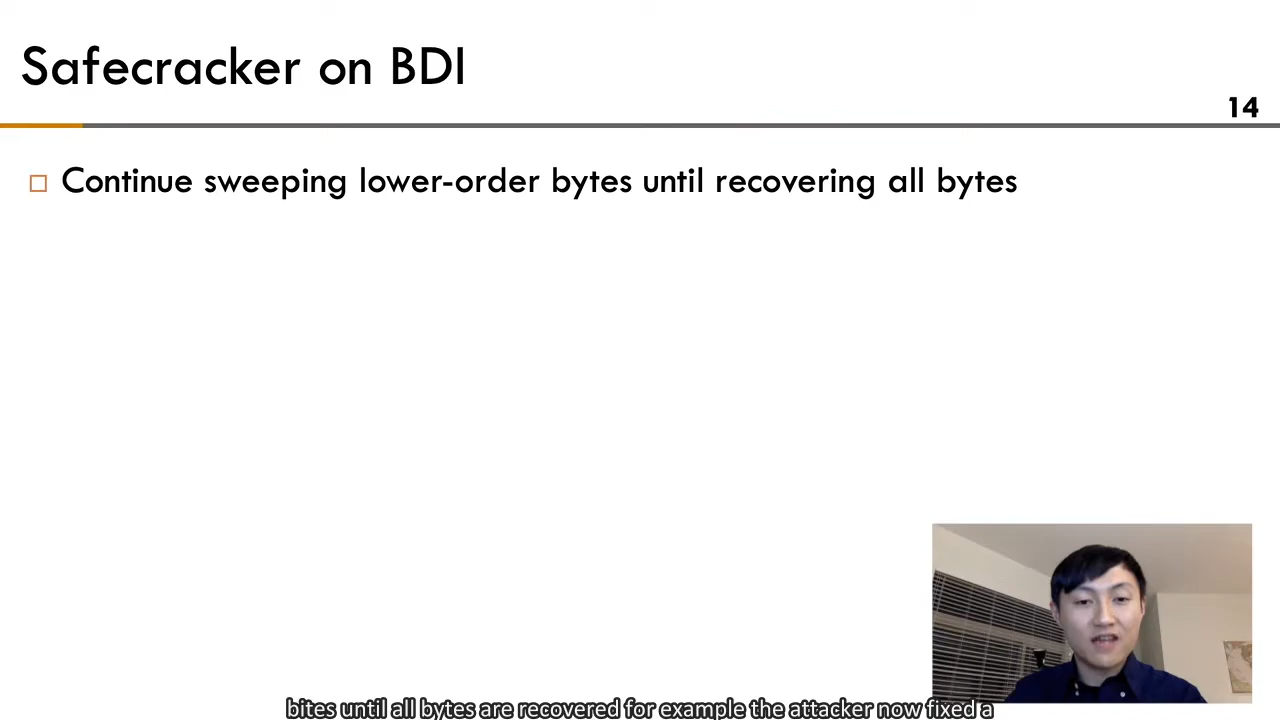 Safecracker on BDI
14
Continue sweeping lower-order bytes until recovering all bytes
bites until all bytes are recovered for example the attacker now fixed a